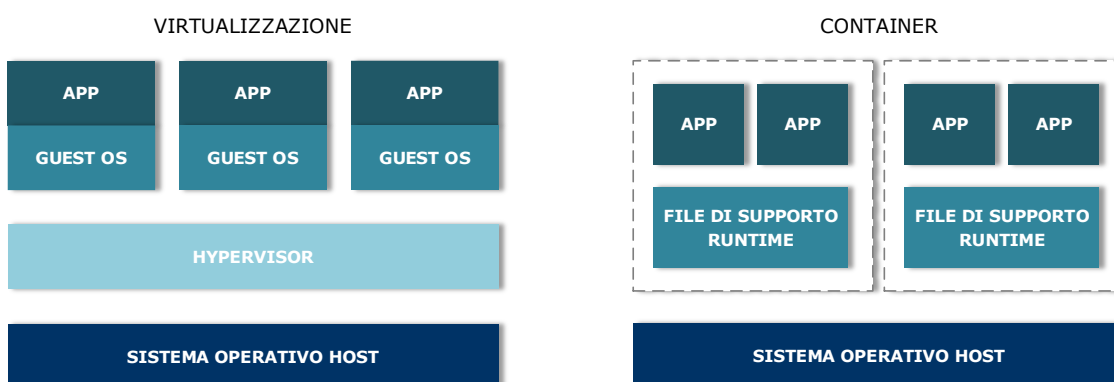 VIRTUALIZZAZIONE
APP
APP
APP
GUEST OS
GUEST OS
GUEST OS
HYPERVISOR
SISTEMA OPERATIVO HOST
CONTAINER
APP
APP
APP
APP
FILE DI SUPPORTO
RUNTIME
FILE DI SUPPORTO
RUNTIME
SISTEMA OPERATIVO HOST